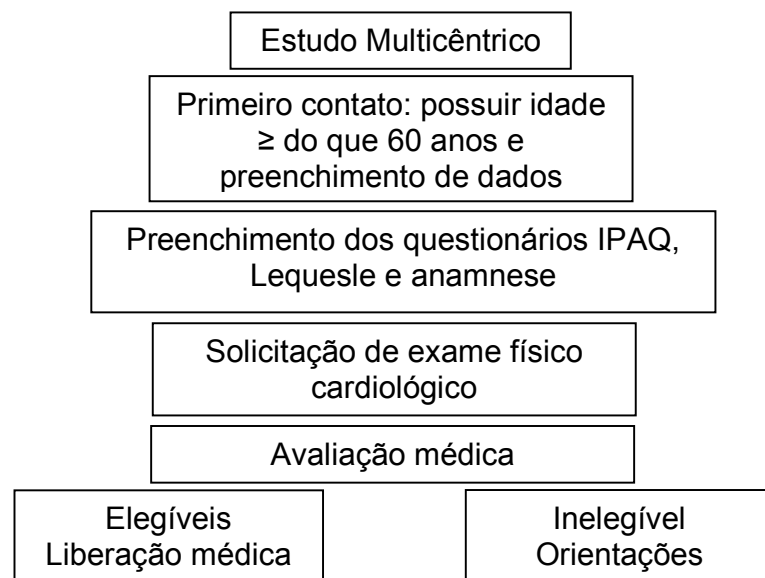 Estudo Multicêntrico
Primeiro contato: possuir idade
≥ do que 60 anos e
preenchimento de dados
Preenchimento dos questionários IPAQ,
Lequesle e anamnese
Solicitação de exame físico
cardiológico
Avaliação médica
Elegíveis
Liberação médica
Inelegível
Orientações